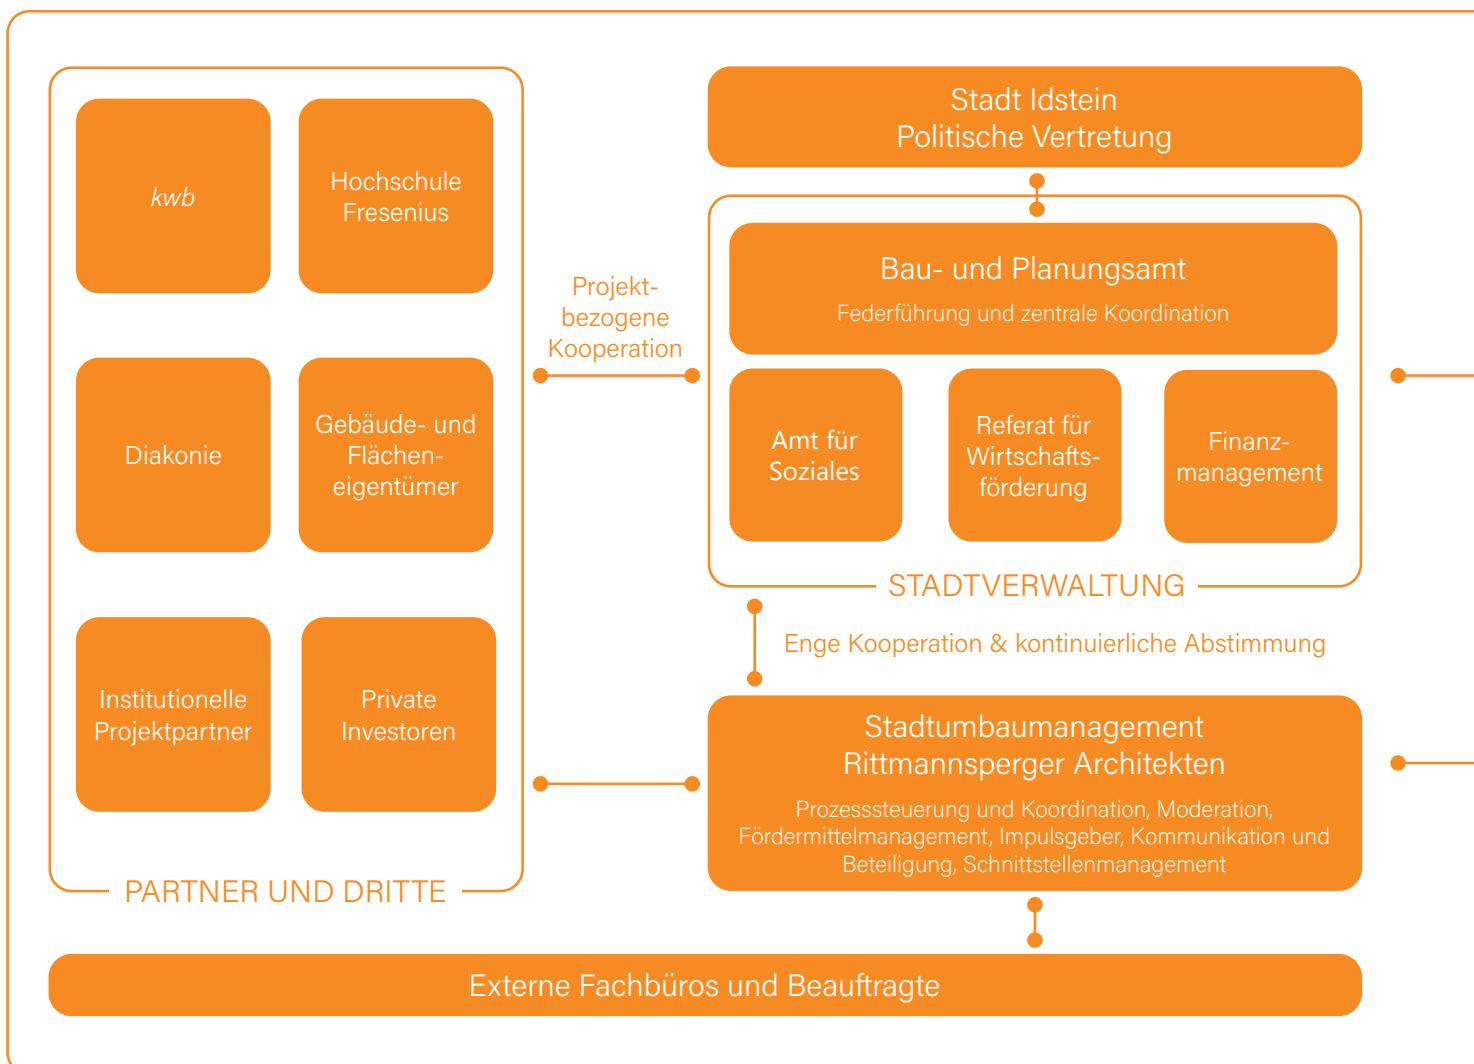 kwb
Hochschule
Fresenius
Diakonie
Gebäude- und
Flächen-
eigentümer
Institutionelle
Projektpartner
Private
Investoren
PARTNER UND DRITTE
Projekt-
bezogene
Kooperation
Stadt Idstein
Politische Vertretung
Bau- und Planungsamt
Federführung und zentrale Koordination
Amt für
Soziales
Referat für
Wirtschafts-
förderung
Finanz-
management
STADTVERWALTUNG
Enge Kooperation & kontinuierliche Abstimmung
Stadtumbaumanagement
Rittmannsperger Architekten
Prozesssteuerung und Koordination, Moderation,
Fördermittelmanagement, Impulsgeber, Kommunikation und
Beteiligung, Schnittstellenmanagement
Externe Fachbüros und Beauftragte